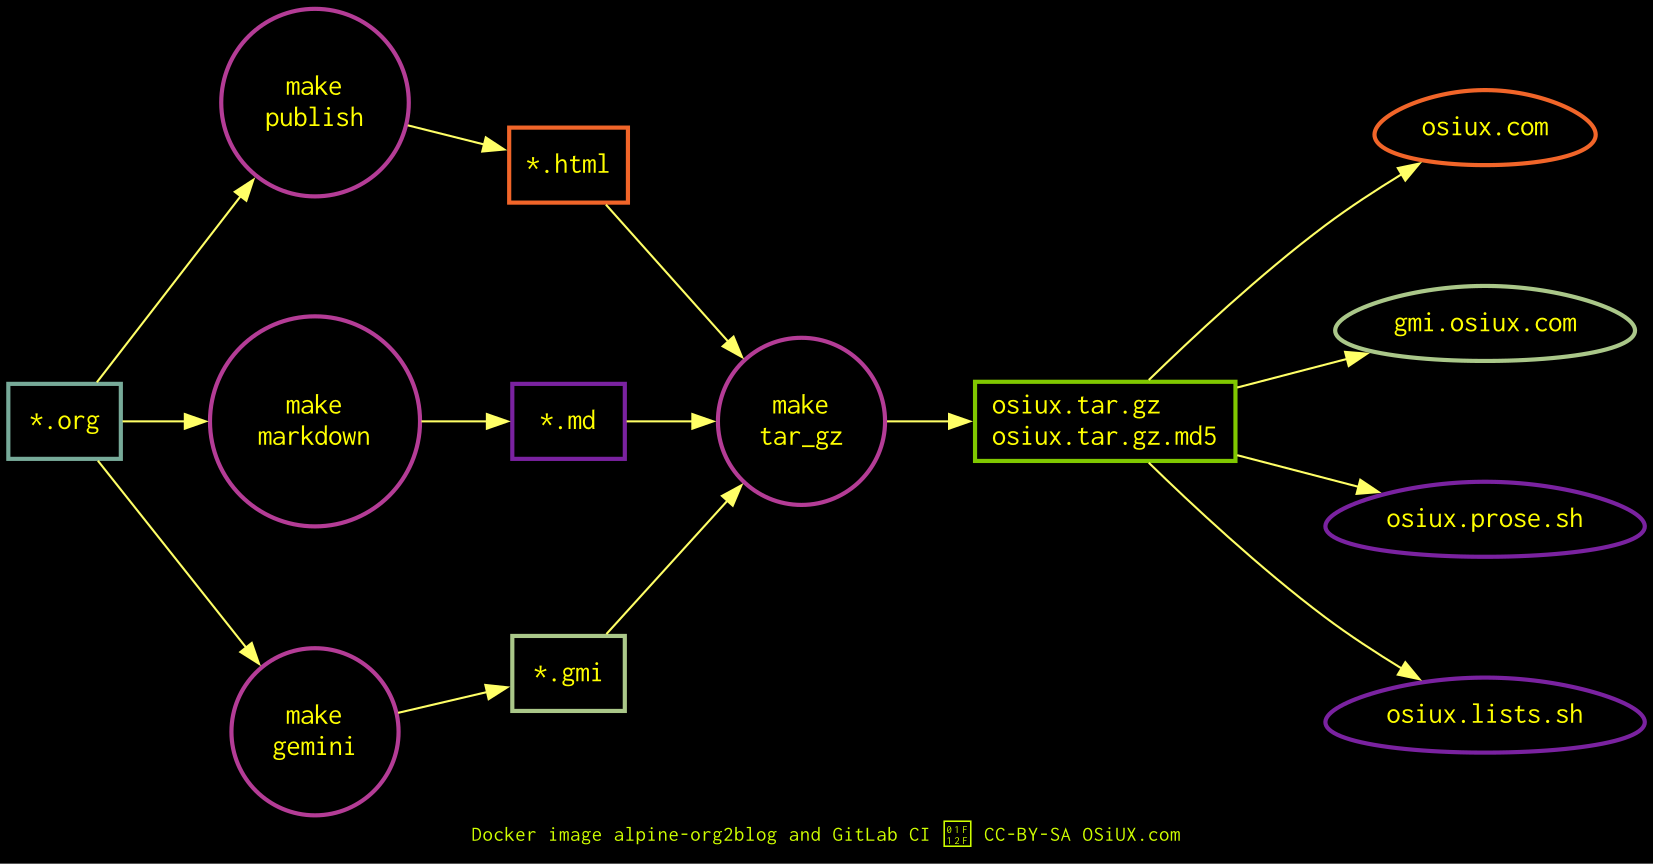 make
publish
*.html
osiux.com
gmi.osiux.com
*.org
make
markdown
*.md
make
tar_gz
osiux.tar.gz
osiux.tar.gz.md5
osiux.prose.sh
*.gmi
make
gemini
osiux.lists.sh
Docker image alpine-org2blog and GitLab CI 🄯 CC-BY-SA OSiUX.com